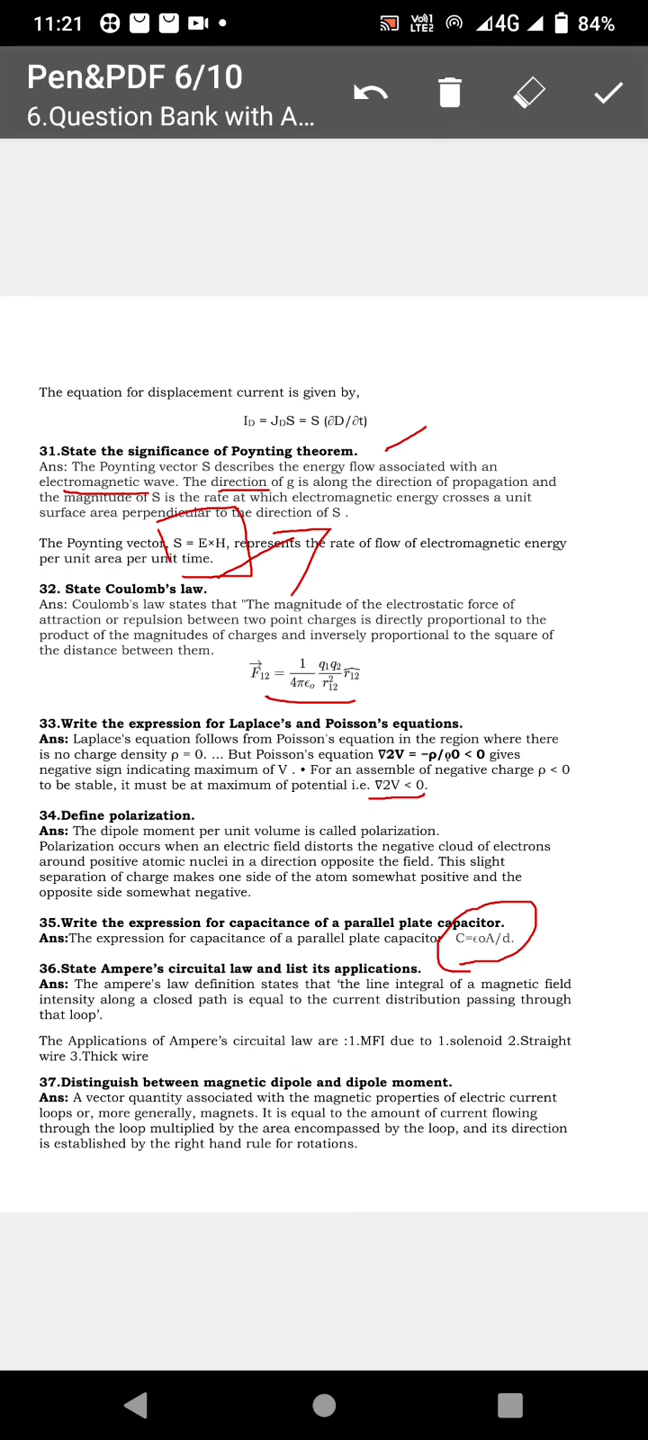 11:21
Vo))1
LTE2
4G
84%
Pen&PDF 6/10
6.Question Bank with A...
The equation for displacement current is given by,
ID = JDS = S (∂D/∂t)
31.State the significance of Poynting theorem.
Ans: The Poynting vector S describes the energy flow associated with an
electromagnetic wave. The direction of g is along the direction of propagation and
the magnitude of S is the rate at which electromagnetic energy crosses a unit
surface area perpendicular to the direction of S .
The Poynting vector, S = E×H, represents the rate of flow of electromagnetic energy
per unit area per unit time.
32. State Coulomb's law.
Ans: Coulomb's law states that "The magnitude of the electrostatic force of
attraction or repulsion between two point charges is directly proportional to the
product of the magnitudes of charges and inversely proportional to the square of
the distance between them.
F⃗12 = 1/4πϵo q1q2/r²12 r̂12
33.Write the expression for Laplace's and Poisson's equations.
Ans: Laplace's equation follows from Poisson's equation in the region where there
is no charge density ρ = 0. ... But Poisson's equation ∇2V = −ρ/ϙ0 < 0 gives
negative sign indicating maximum of V . • For an assemble of negative charge ρ < 0
to be stable, it must be at maximum of potential i.e. ∇2V < 0.
34.Define polarization.
Ans: The dipole moment per unit volume is called polarization.
Polarization occurs when an electric field distorts the negative cloud of electrons
around positive atomic nuclei in a direction opposite the field. This slight
separation of charge makes one side of the atom somewhat positive and the
opposite side somewhat negative.
35.Write the expression for capacitance of a parallel plate capacitor.
Ans:The expression for capacitance of a parallel plate capacitor C=ϵoA/d.
36.State Ampere's circuital law and list its applications.
Ans: The ampere's law definition states that 'the line integral of a magnetic field
intensity along a closed path is equal to the current distribution passing through
that loop'.
The Applications of Ampere's circuital law are :1.MFI due to 1.solenoid 2.Straight
wire 3.Thick wire
37.Distinguish between magnetic dipole and dipole moment.
Ans: A vector quantity associated with the magnetic properties of electric current
loops or, more generally, magnets. It is equal to the amount of current flowing
through the loop multiplied by the area encompassed by the loop, and its direction
is established by the right hand rule for rotations.